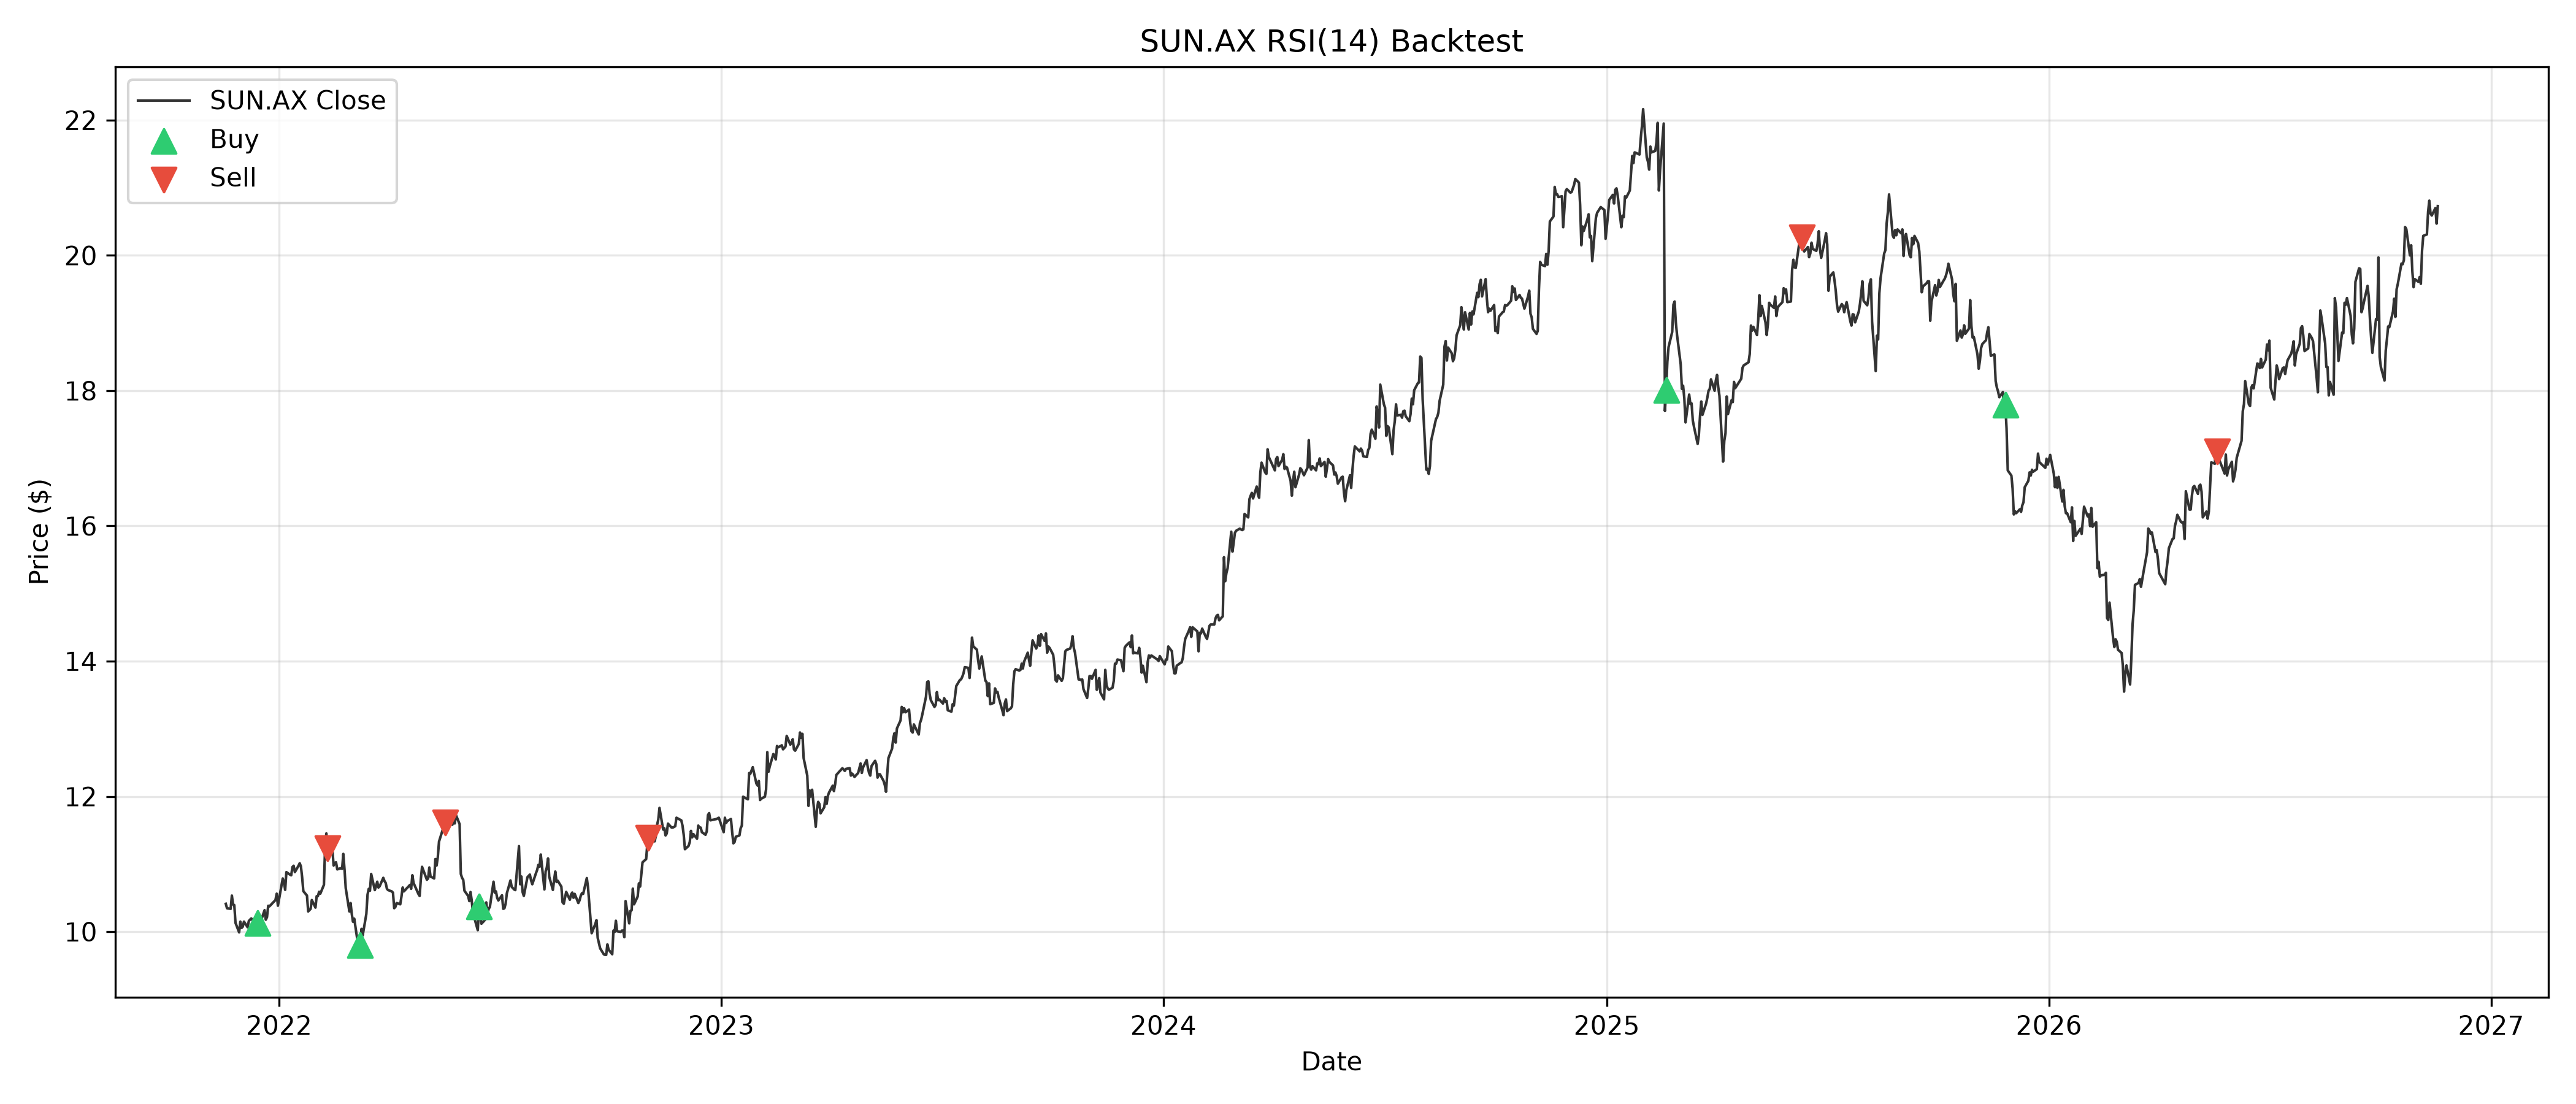 SUN.AX RSI(14) Backtest
SUN.AX Close
Buy
Sell
22
20
18
16
14
12
10
Price ($)
2022
2023
2024
2025
2026
2027
Date